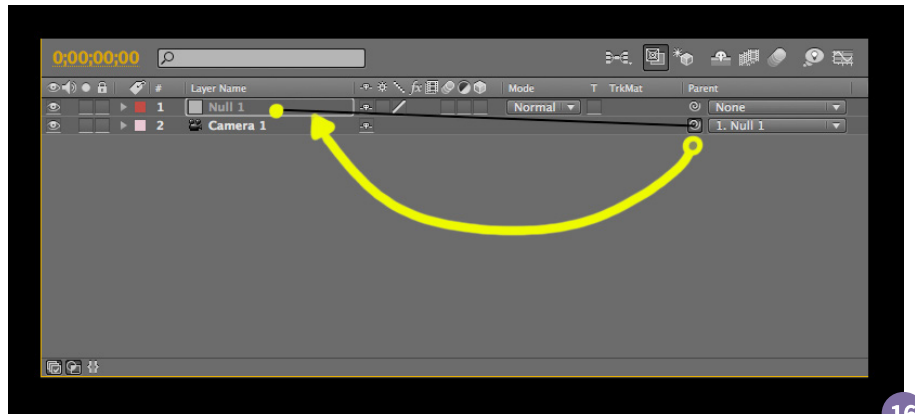 0;00;00;00
# Layer Name fx Mode T TrkMat Parent
1 Null 1 Normal None
2 Camera 1 1. Null 1